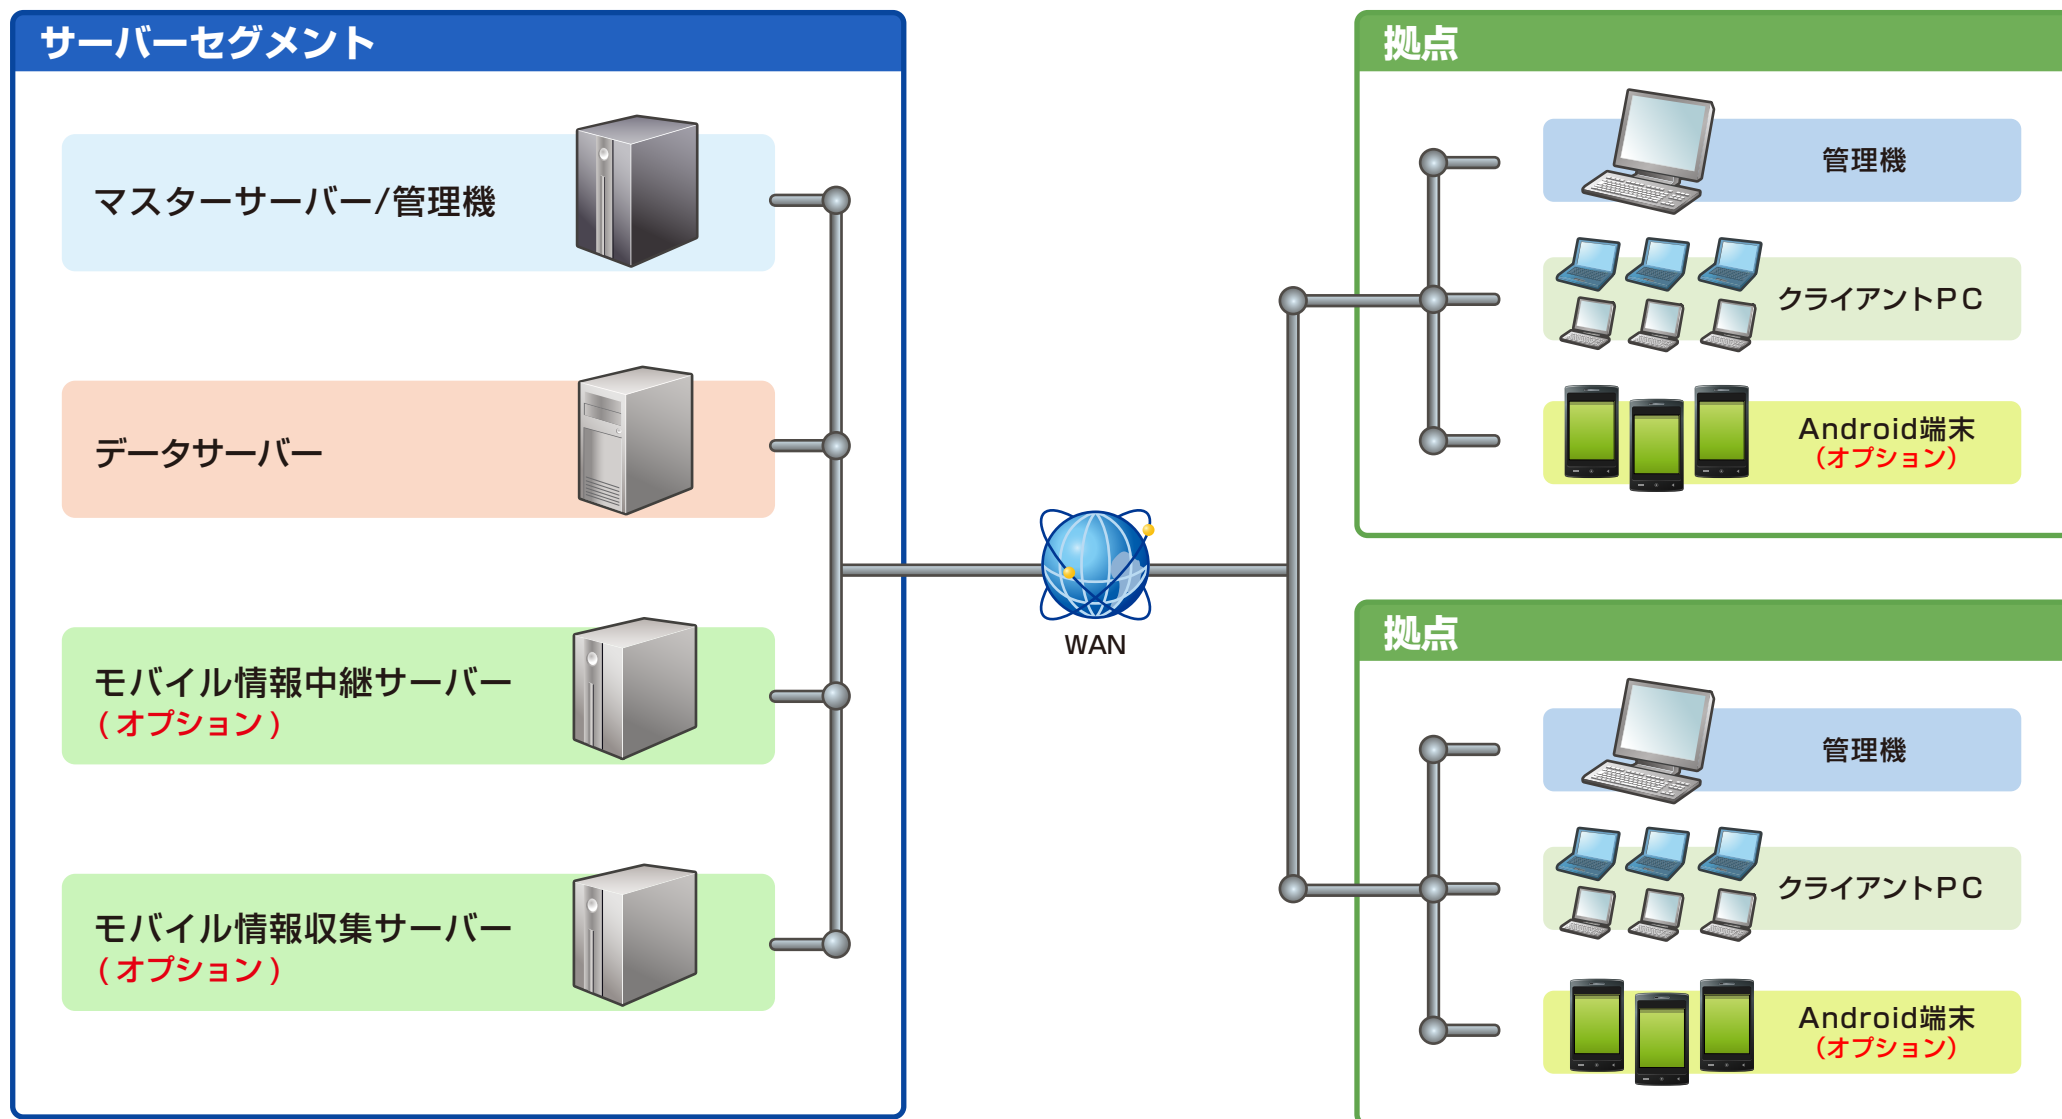 サーバーセグメント
マスターサーバー/管理機
データサーバー
モバイル情報中継サーバー
(オプション)
モバイル情報収集サーバー
(オプション)
WAN
拠点
管理機
クライアントPC
Android端末
(オプション)
拠点
管理機
クライアントPC
Android端末
(オプション)